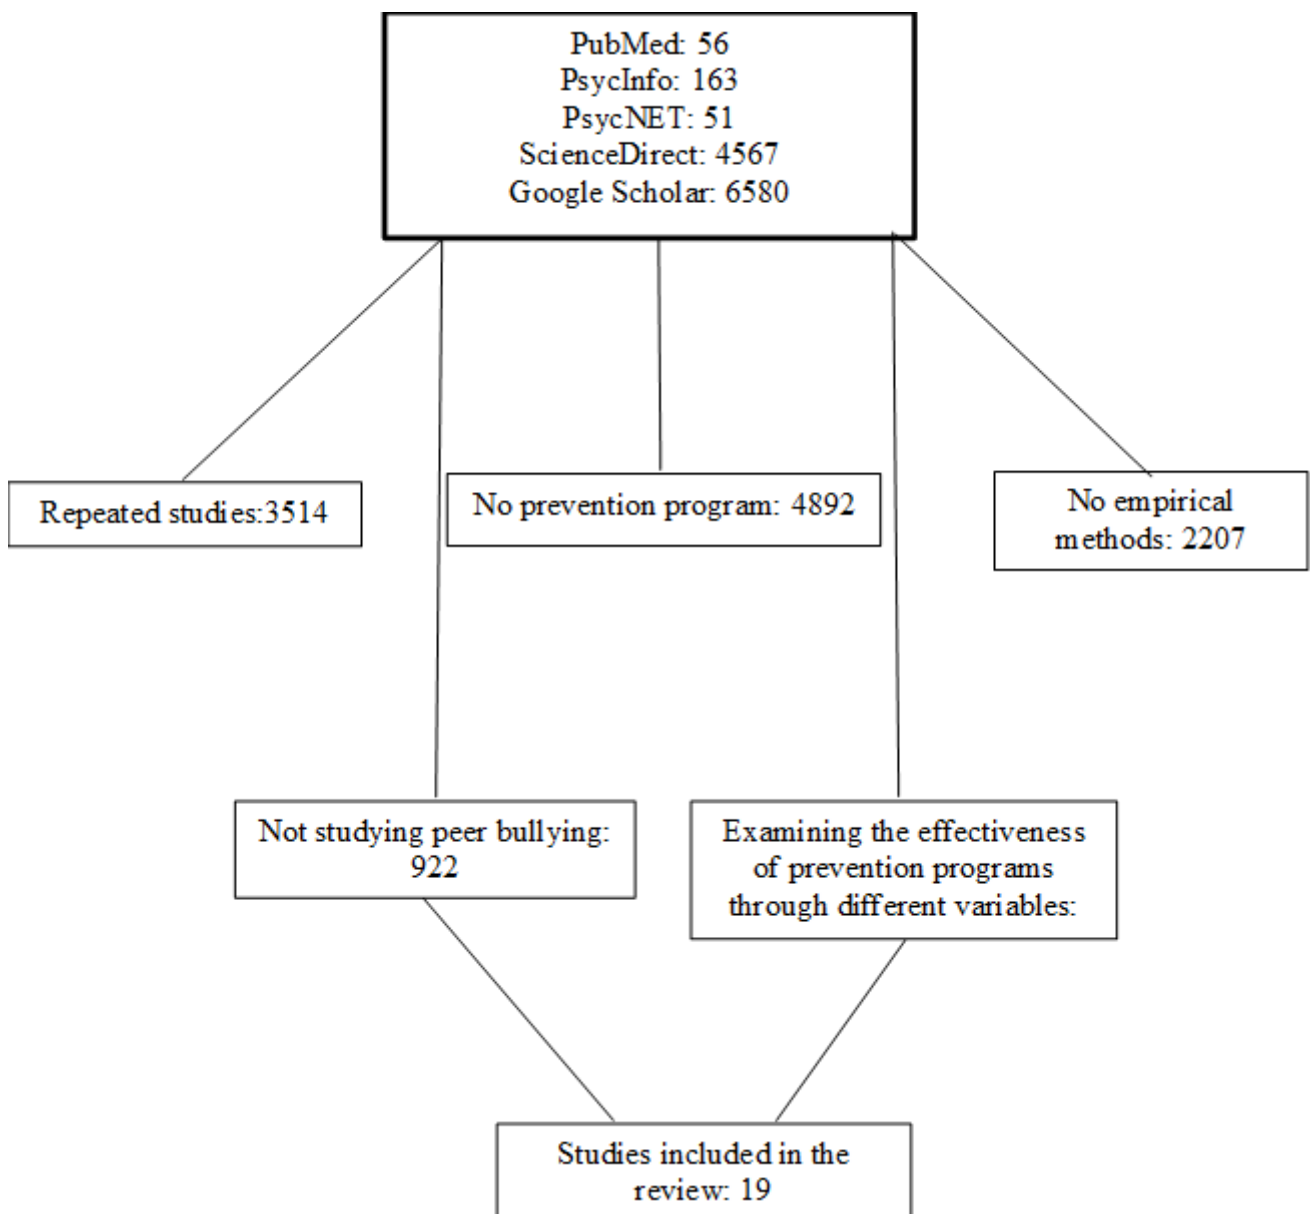 PubMed: 56
PsycInfo: 163
PsycNET: 51
ScienceDirect: 4567
Google Scholar: 6580
Repeated studies:3514
No prevention program: 4892
No empirical
methods: 2207
Not studying peer bullying:
922
Examining the effectiveness
of prevention programs
through different variables:
Studies included in the
review: 19